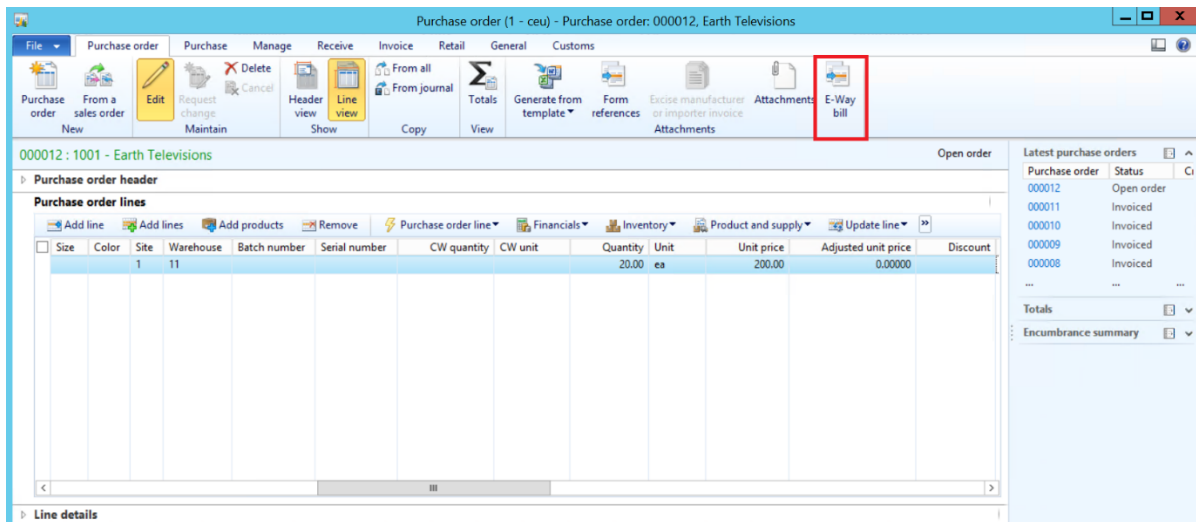 Purchase order (1 - ceu) - Purchase order: 000012, Earth Televisions
File Purchase order Purchase Manage Receive Invoice Retail General Customs
Purchase order
From a sales order
Edit
Request change
Delete
Cancel
Header view
Line view
From all
From journal
Totals
Generate from template
Form references
Excise manufacturer or importer invoice
Attachments
E-Way bill
New Maintain Show Copy View Attachments
000012 : 1001 - Earth Televisions Open order
Purchase order header
Purchase order lines
Add line Add lines Add products Remove Purchase order line Financials Inventory Product and supply Update line
Size Color Site Warehouse Batch number Serial number CW quantity CW unit Quantity Unit Unit price Adjusted unit price Discount
1 11 20.00 ea 200.00 0.00000
Line details
Latest purchase orders
Purchase order Status
000012 Open order
000011 Invoiced
000010 Invoiced
000009 Invoiced
000008 Invoiced
... ... ...
Totals
Encumbrance summary